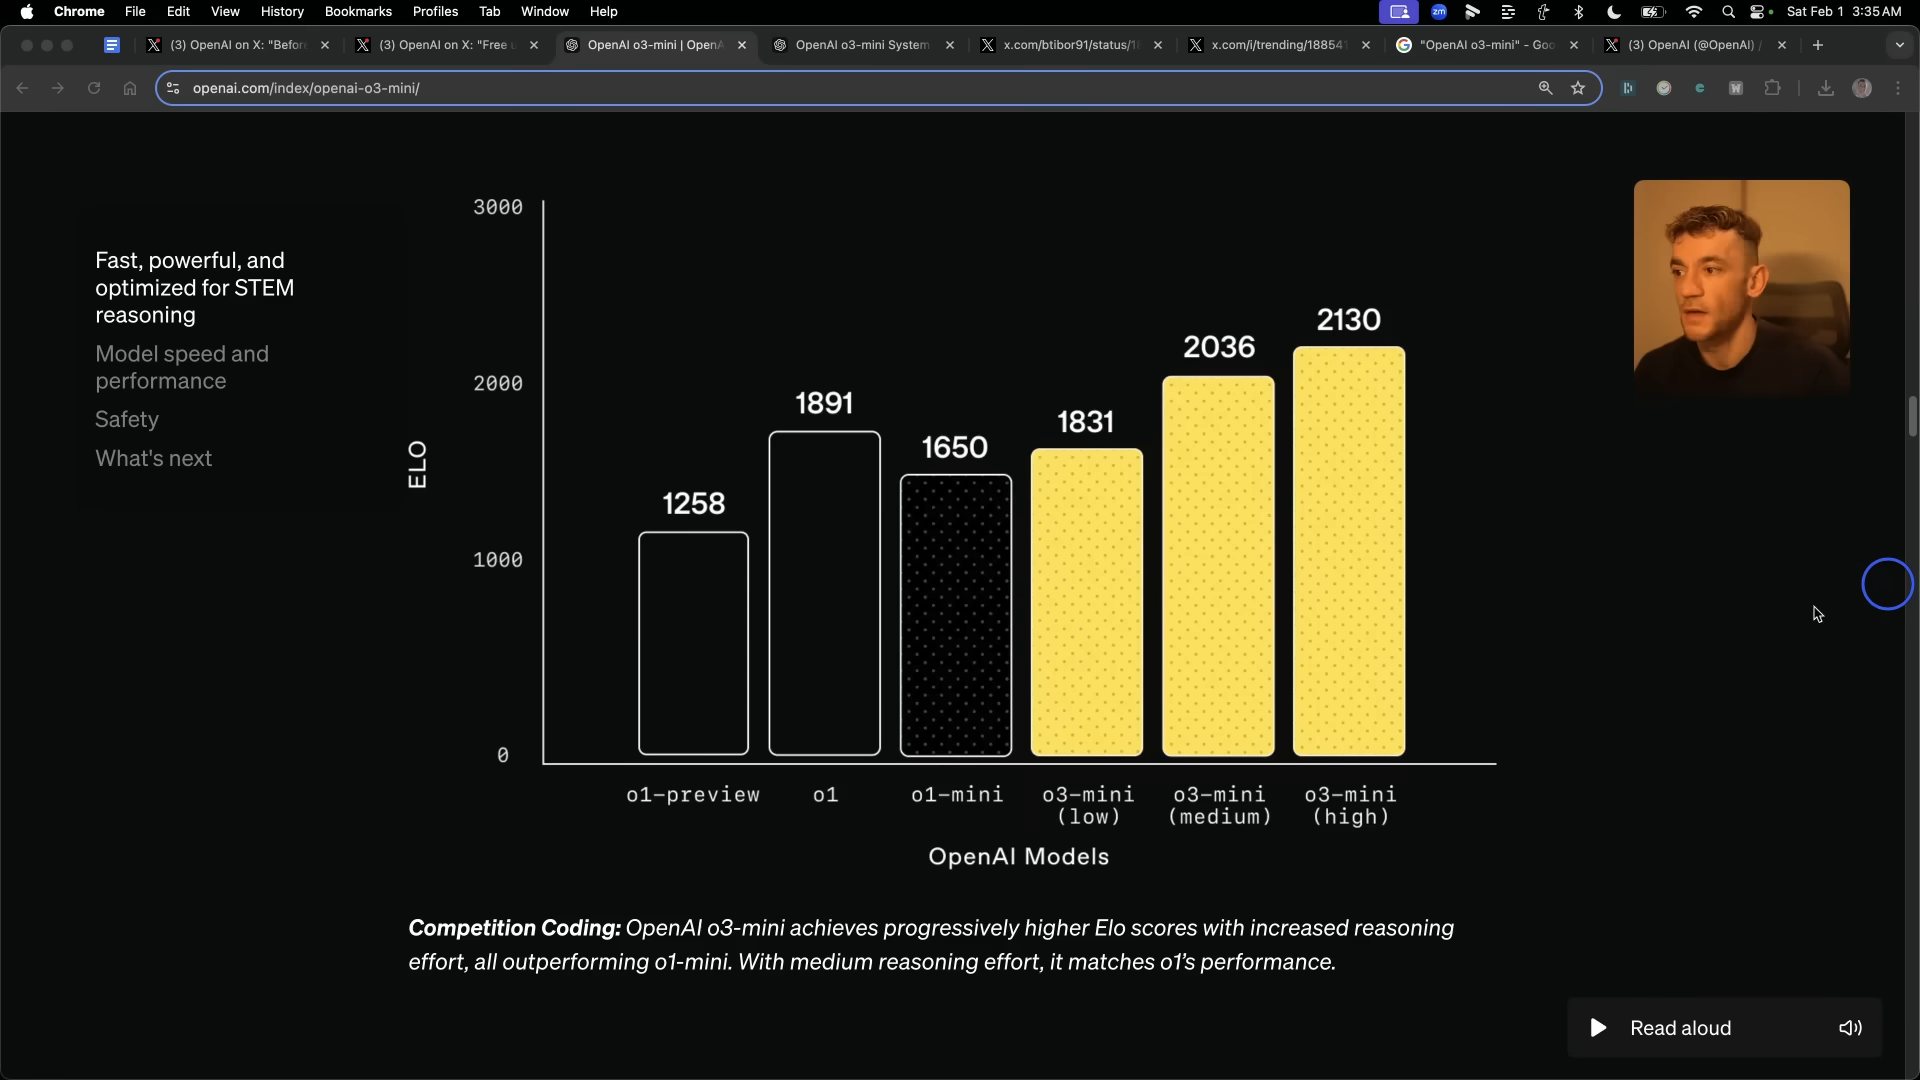 Chrome File Edit View History Bookmarks Profiles Tab Window Help
zm
Sat Feb 1 3:35 AM
(3) OpenAI on X: "Before
(3) OpenAI on X: "Free u
OpenAI o3-mini | OpenA
OpenAI o3-mini System
x.com/btibor91/status/18
x.com/i/trending/188541
"OpenAI o3-mini" - Goo
(3) OpenAI (@OpenAI) /
openai.com/index/openai-o3-mini/
Fast, powerful, and
optimized for STEM
reasoning
Model speed and
performance
Safety
What's next
3000
2000
1000
0
ELO
1258
1891
1650
1831
2036
2130
o1-preview
o1
o1-mini
o3-mini
(low)
o3-mini
(medium)
o3-mini
(high)
OpenAI Models
Competition Coding: OpenAI o3-mini achieves progressively higher Elo scores with increased reasoning
effort, all outperforming o1-mini. With medium reasoning effort, it matches o1's performance.
Read aloud